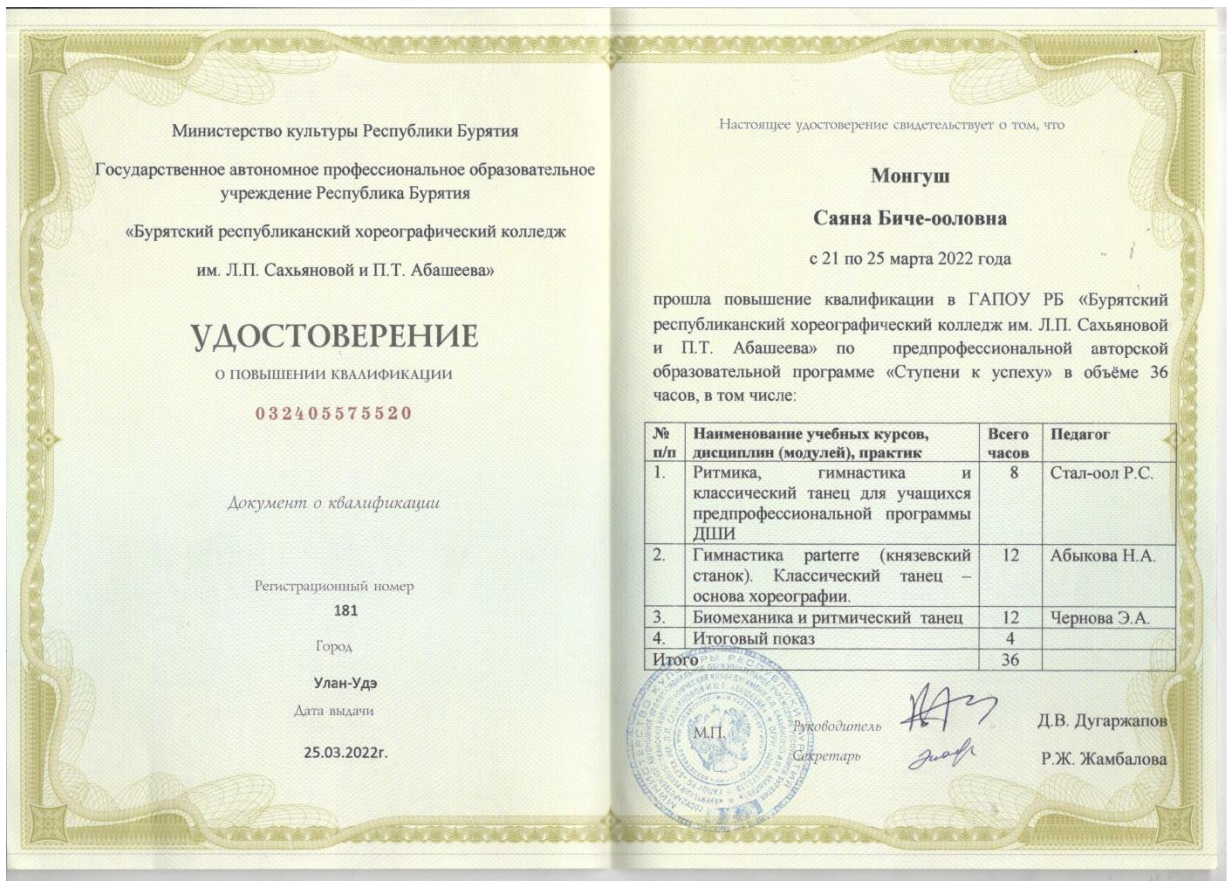 Министерство культуры Республики Бурятия
Государственное автономное профессиональное образовательное
учреждение Республика Бурятия
«Бурятский республиканский хореографический колледж
им. Л.П. Сахьяновой и П.Т. Абашеева»
УДОСТОВЕРЕНИЕ
О ПОВЫШЕНИИ КВАЛИФИКАЦИИ
032405575520
Документ о квалификации
Регистрационный номер
181
Город
Улан-Удэ
Дата выдачи
25.03.2022г.
Настоящее удостоверение свидетельствует о том, что
Монгуш
Саяна Биче-ооловна
с 21 по 25 марта 2022 года
прошла повышение квалификации в ГАПОУ РБ «Бурятский
республиканский хореографический колледж им. Л.П. Сахьяновой
и П.Т. Абашеева» по предпрофессиональной авторской
образовательной программе «Ступени к успеху» в объёме 36
часов, в том числе:
№ Наименование учебных курсов, Всего Педагог
п/п дисциплин (модулей), практик часов
1. Ритмика, гимнастика и 8 Стал-оол Р.С.
классический танец для учащихся
предпрофессиональной программы
ДШИ
2. Гимнастика parterre (князевский 12 Абыкова Н.А.
станок). Классический танец –
основа хореографии.
3. Биомеханика и ритмический танец 12 Чернова Э.А.
4. Итоговый показ 4
Итого 36
М.П.
Руководитель Д.В. Дугаржапов
Секретарь Р.Ж. Жамбалова